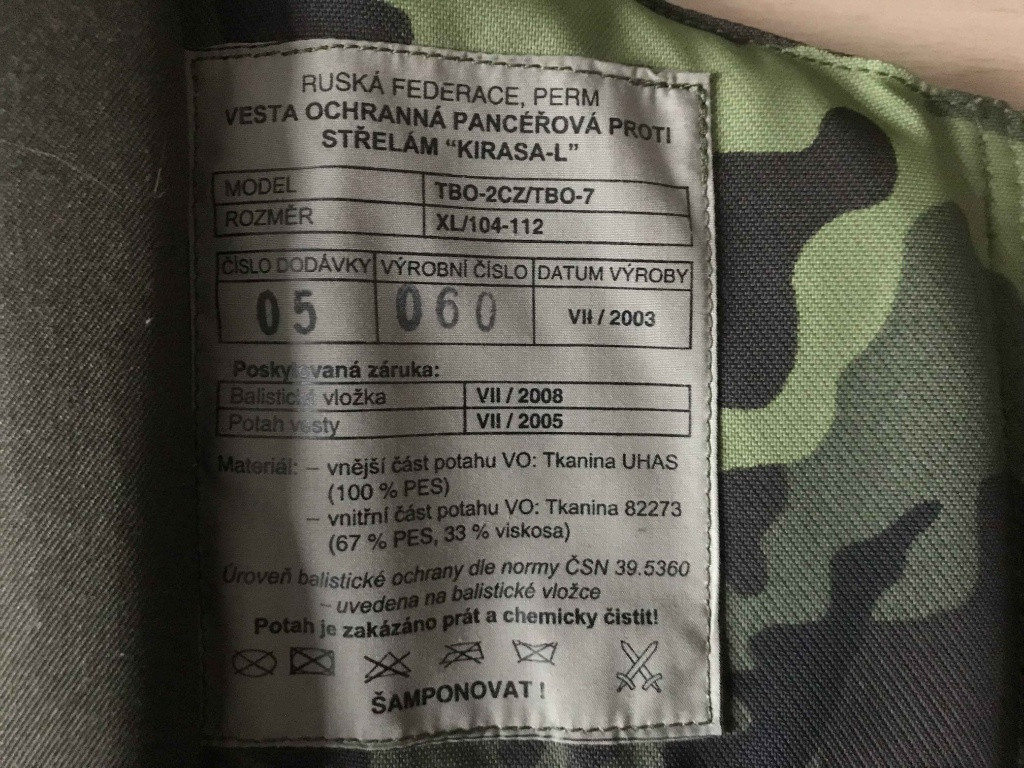 RUSKÁ FEDERACE, PERM
VESTA OCHRANNÁ PANCÉŘOVÁ PROTI
STŘELÁM “KIRASA-L”
MODEL TBO-2CZ/TBO-7
ROZMĚR XL/104-112
ČÍSLO DODÁVKY VÝROBNÍ ČÍSLO DATUM VÝROBY
05 060 VII / 2003
Poskytovaná záruka:
Balistická vložka VII / 2008
Potah vesty VII / 2005
Materiál: – vnější část potahu VO: Tkanina UHAS
(100 % PES)
– vnitřní část potahu VO: Tkanina 82273
(67 % PES, 33 % viskosa)
Úroveň balistické ochrany dle normy ČSN 39.5360
– uvedena na balistické vložce
Potah je zakázáno prát a chemicky čistit!
ŠAMPONOVAT !